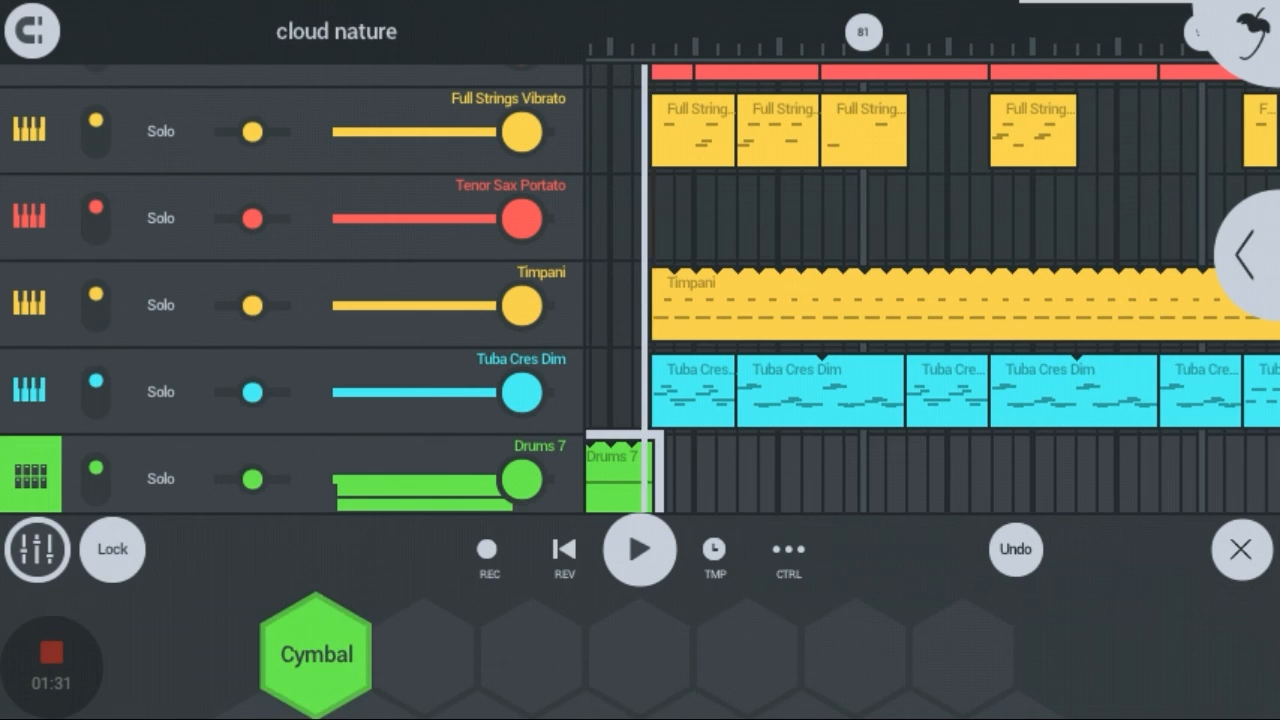 cloud nature
81
Full Strings Vibrato
Solo
Full String...
Full String...
Full String...
Full String...
F...
Tenor Sax Portato
Solo
Timpani
Solo
Timpani
Tuba Cres Dim
Solo
Tuba Cres...
Tuba Cres Dim
Tuba Cre...
Tuba Cres Dim
Tuba Cre...
Tub
Drums 7
Solo
Drums 7
Lock
REC
REV
TMP
CTRL
Undo
Cymbal
01:31